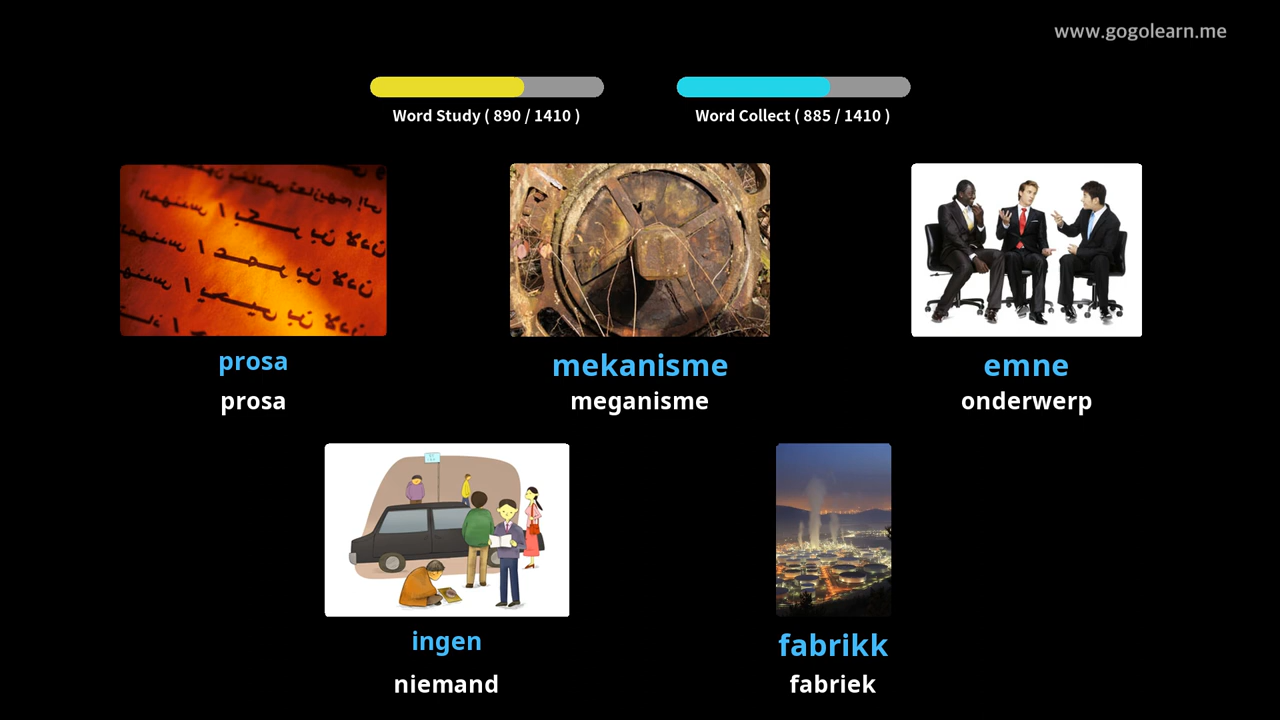 www.gogolearn.me
Word Study ( 890 / 1410 )
Word Collect ( 885 / 1410 )
prosa
prosa
mekanisme
meganisme
emne
onderwerp
ingen
niemand
fabrikk
fabriek